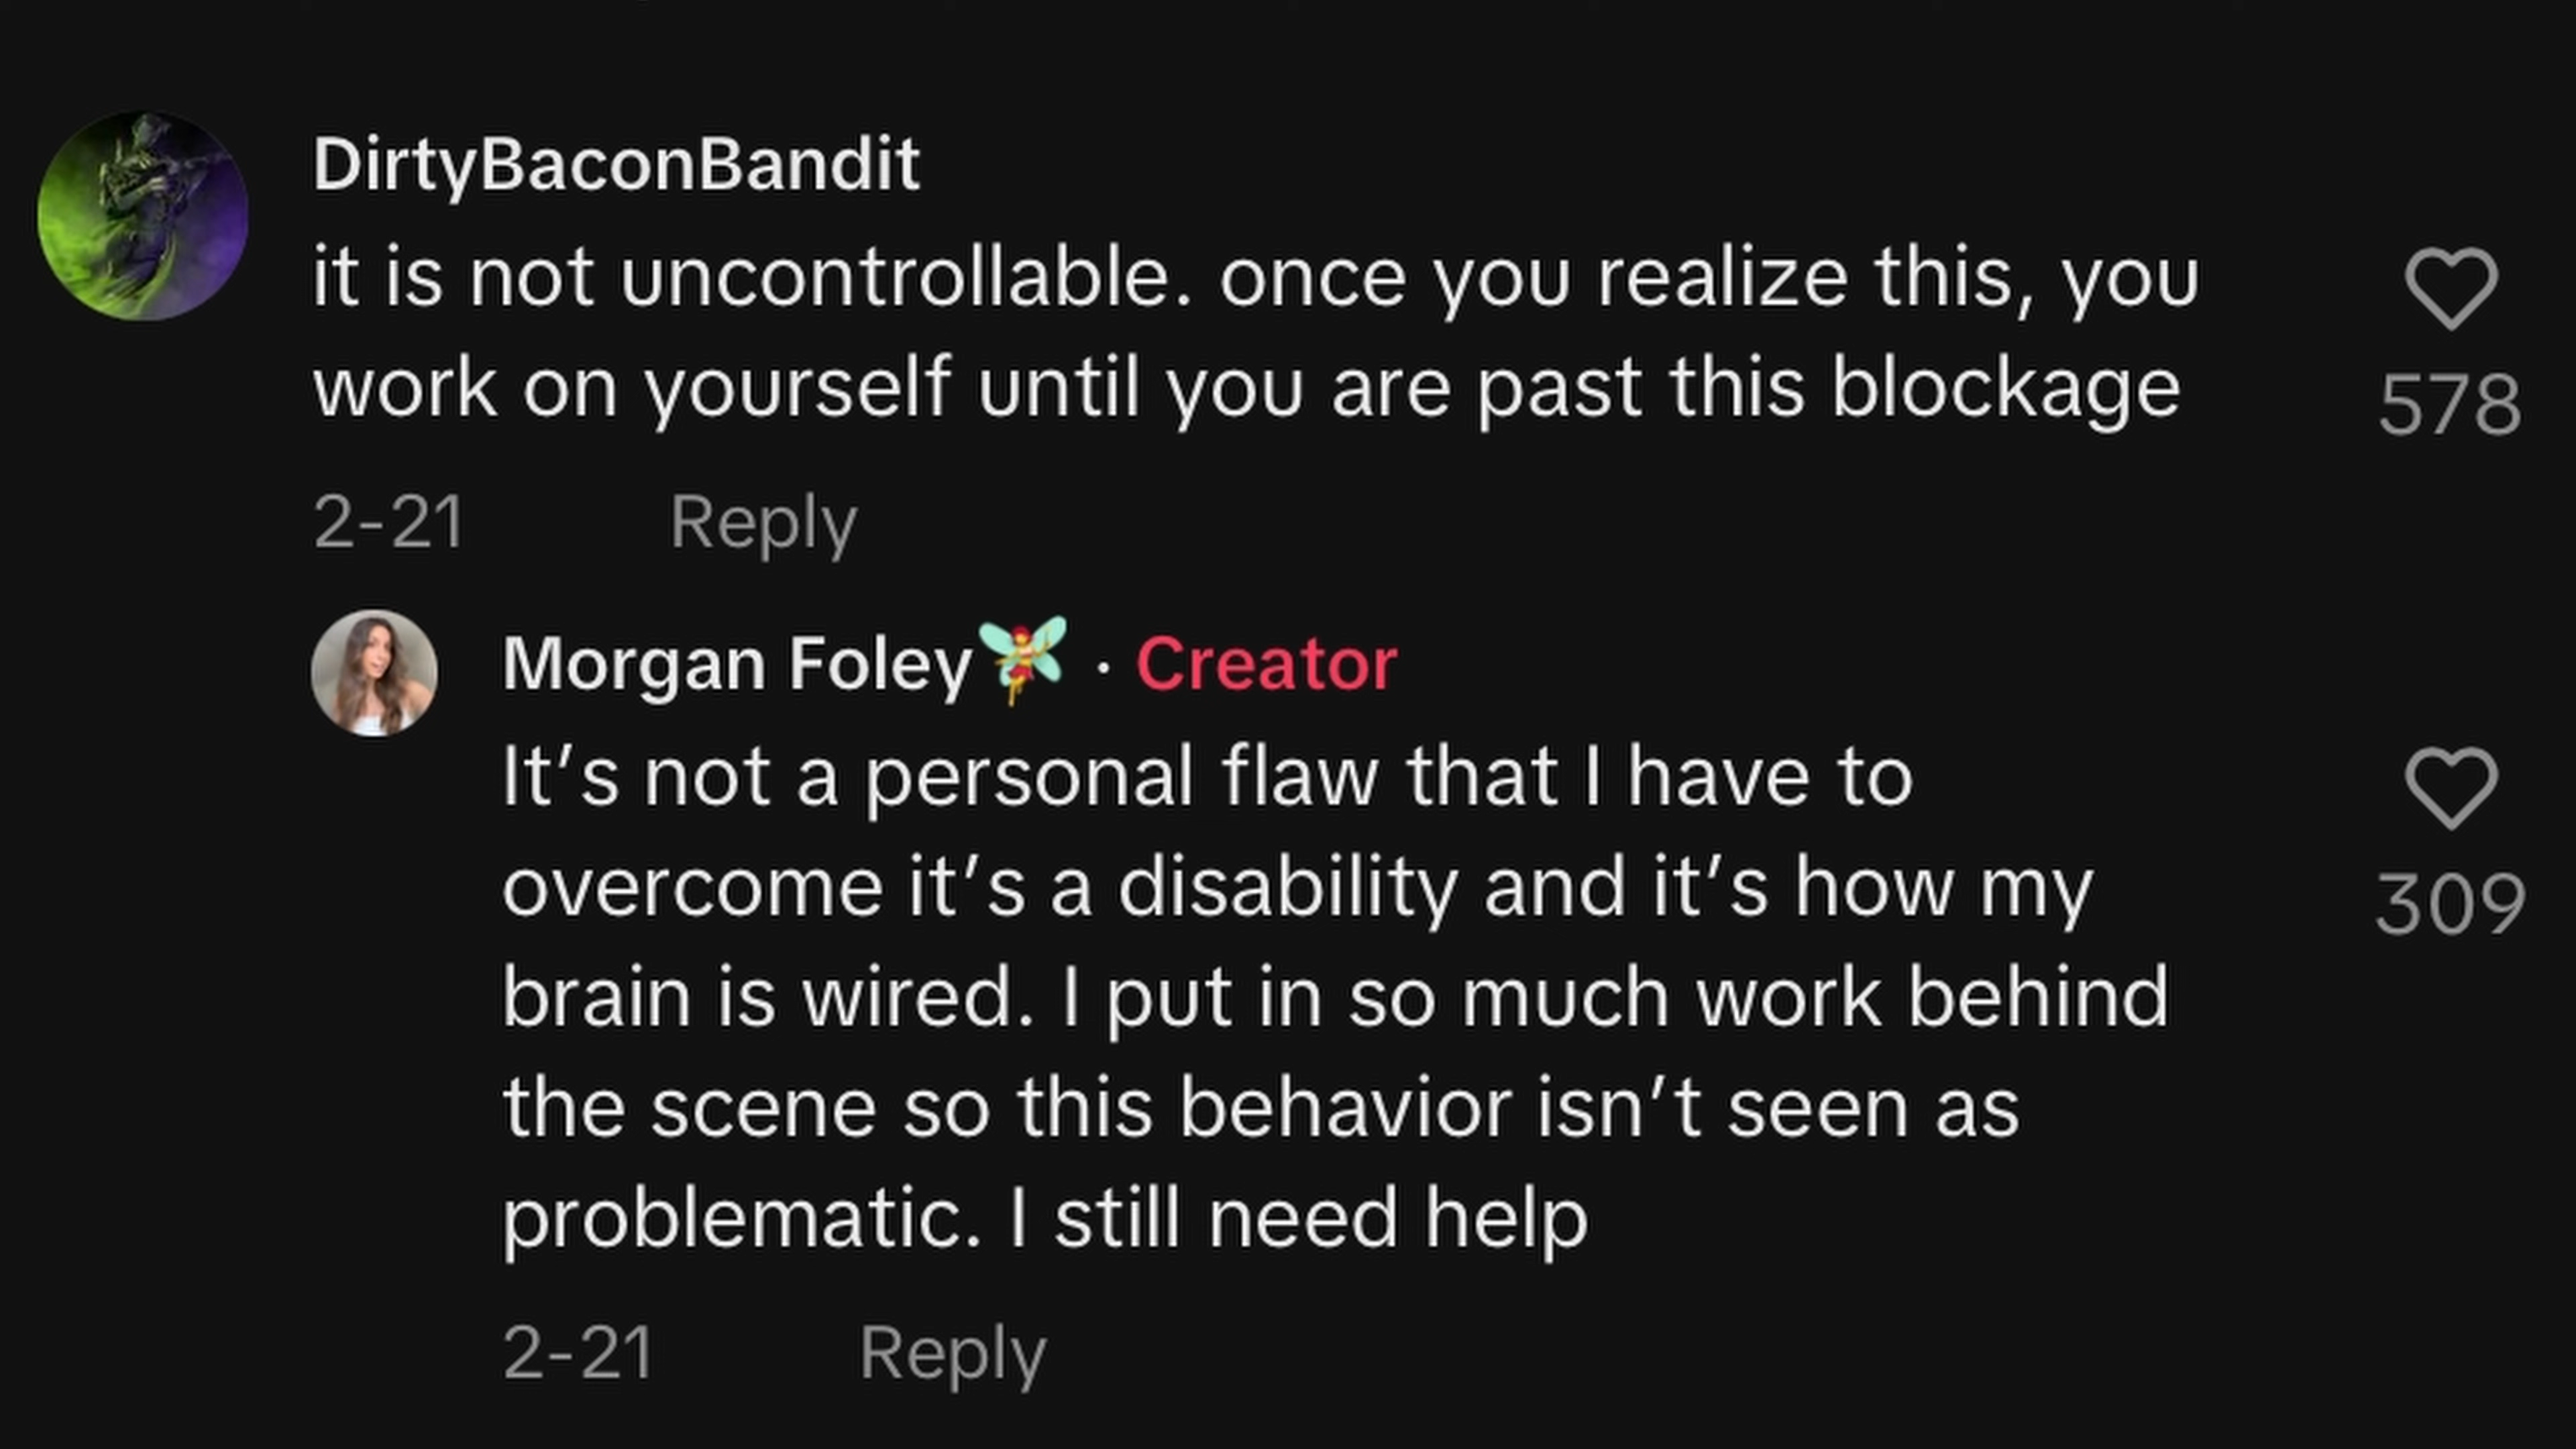 DirtyBaconBandit
it is not uncontrollable. once you realize this, you
work on yourself until you are past this blockage
578
2-21 Reply
Morgan Foley🧚 · Creator
It’s not a personal flaw that I have to
overcome it’s a disability and it’s how my
brain is wired. I put in so much work behind
the scene so this behavior isn’t seen as
problematic. I still need help
309
2-21 Reply